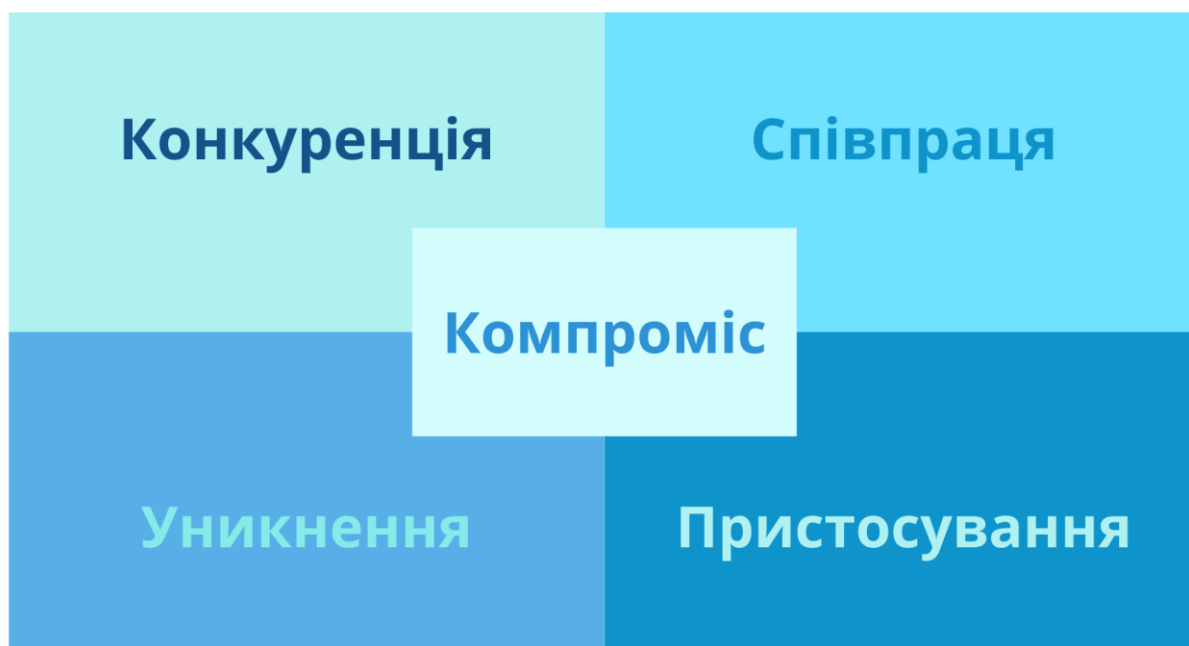 Конкуренція
Співпраця
Компроміс
Уникнення
Пристосування